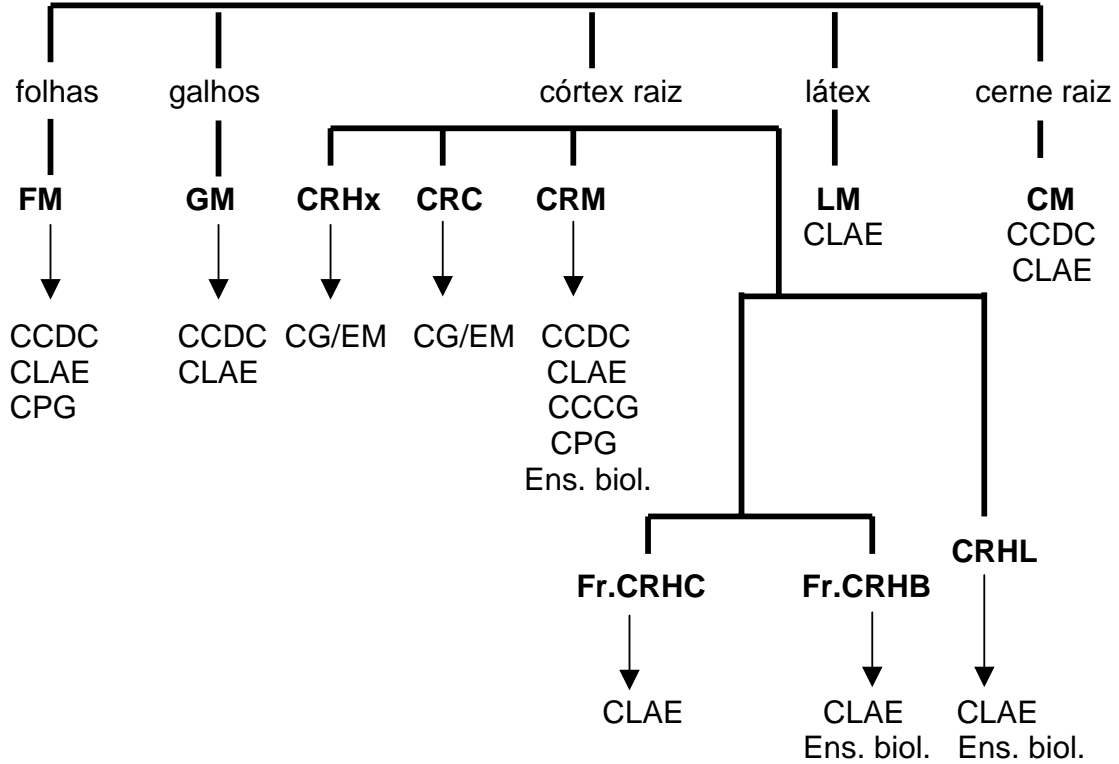 folhas galhos córtex raiz látex cerne raiz
FM GM CRHx CRC CRM LM CM
CLAE CCDC
CLAE
CCDC CCDC CG/EM CG/EM CCDC
CLAE CLAE CLAE
CPG CCCG
CPG
Ens. biol.
CRHL
Fr.CRHC Fr.CRHB
CLAE CLAE CLAE
Ens. biol. Ens. biol.